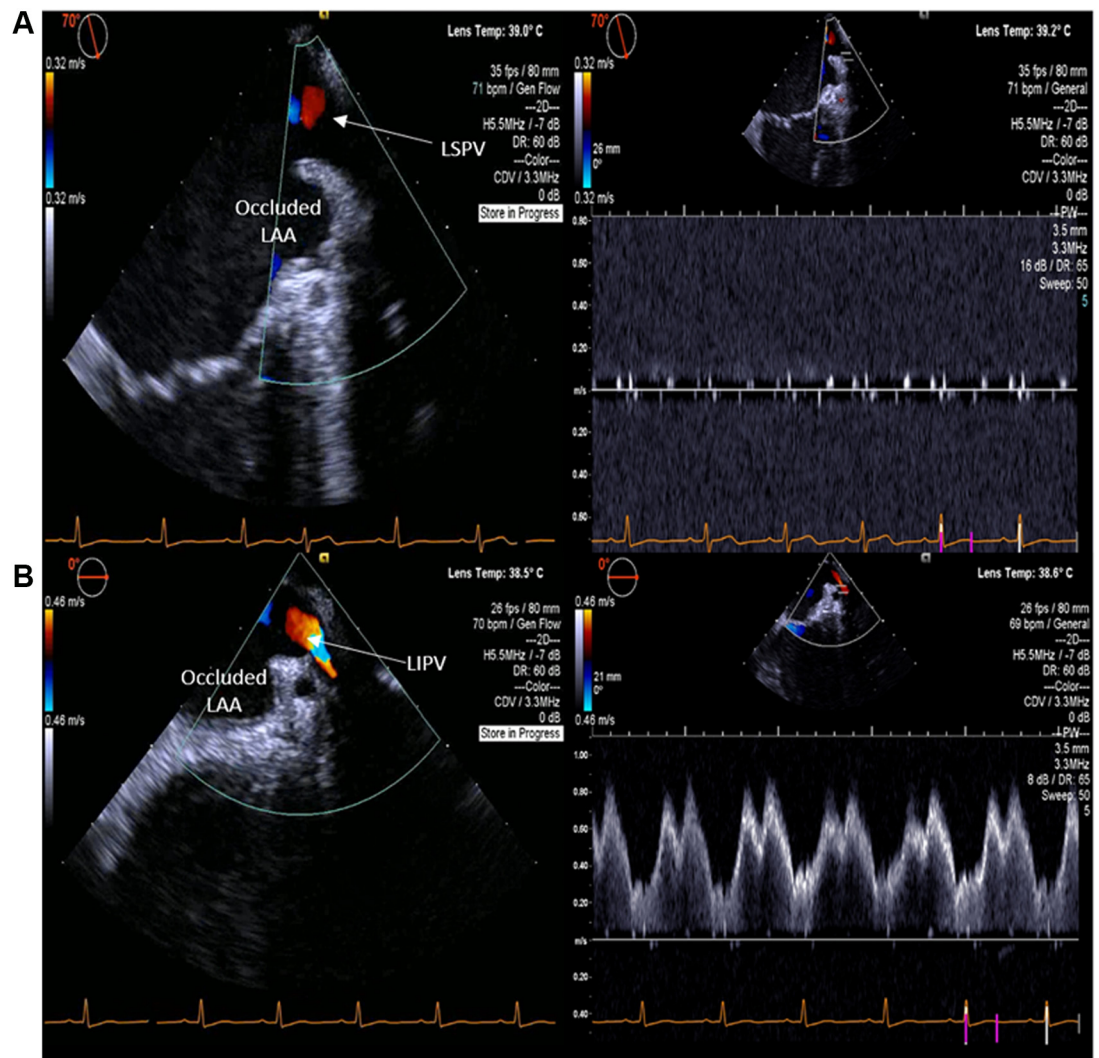 A
70°
Lens Temp: 39.0° C
0.32 m/s
35 fps / 80 mm
71 bpm / Gen Flow
---2D---
H5.5MHz / -7 dB
DR: 60 dB
---Color---
CDV / 3.3MHz
0 dB
Store in Progress
0.32 m/s
LSPV
Occluded
LAA
70°
Lens Temp: 39.2° C
0.32 m/s
35 fps / 80 mm
71 bpm / General
---2D---
H5.5MHz / -7 dB
DR: 60 dB
---Color---
CDV / 3.3MHz
0 dB
---PW---
3.5 mm
3.3MHz
16 dB / DR: 65
Sweep: 50
5
26 mm
0°
0.32 m/s
0.40
0.20
m/s
0.20
0.40
B
0°
Lens Temp: 38.5° C
0.46 m/s
26 fps / 80 mm
70 bpm / Gen Flow
---2D---
H5.5MHz / -7 dB
DR: 60 dB
---Color---
CDV / 3.3MHz
0 dB
Store in Progress
0.46 m/s
LIPV
Occluded
LAA
0°
Lens Temp: 38.6° C
0.46 m/s
26 fps / 80 mm
69 bpm / General
---2D---
H5.5MHz / -7 dB
DR: 60 dB
---Color---
CDV / 3.3MHz
0 dB
---PW---
3.5 mm
3.3MHz
8 dB / DR: 65
Sweep: 50
5
21 mm
0°
0.46 m/s
1.00
0.80
0.60
0.40
0.20
m/s
0.20
0.40